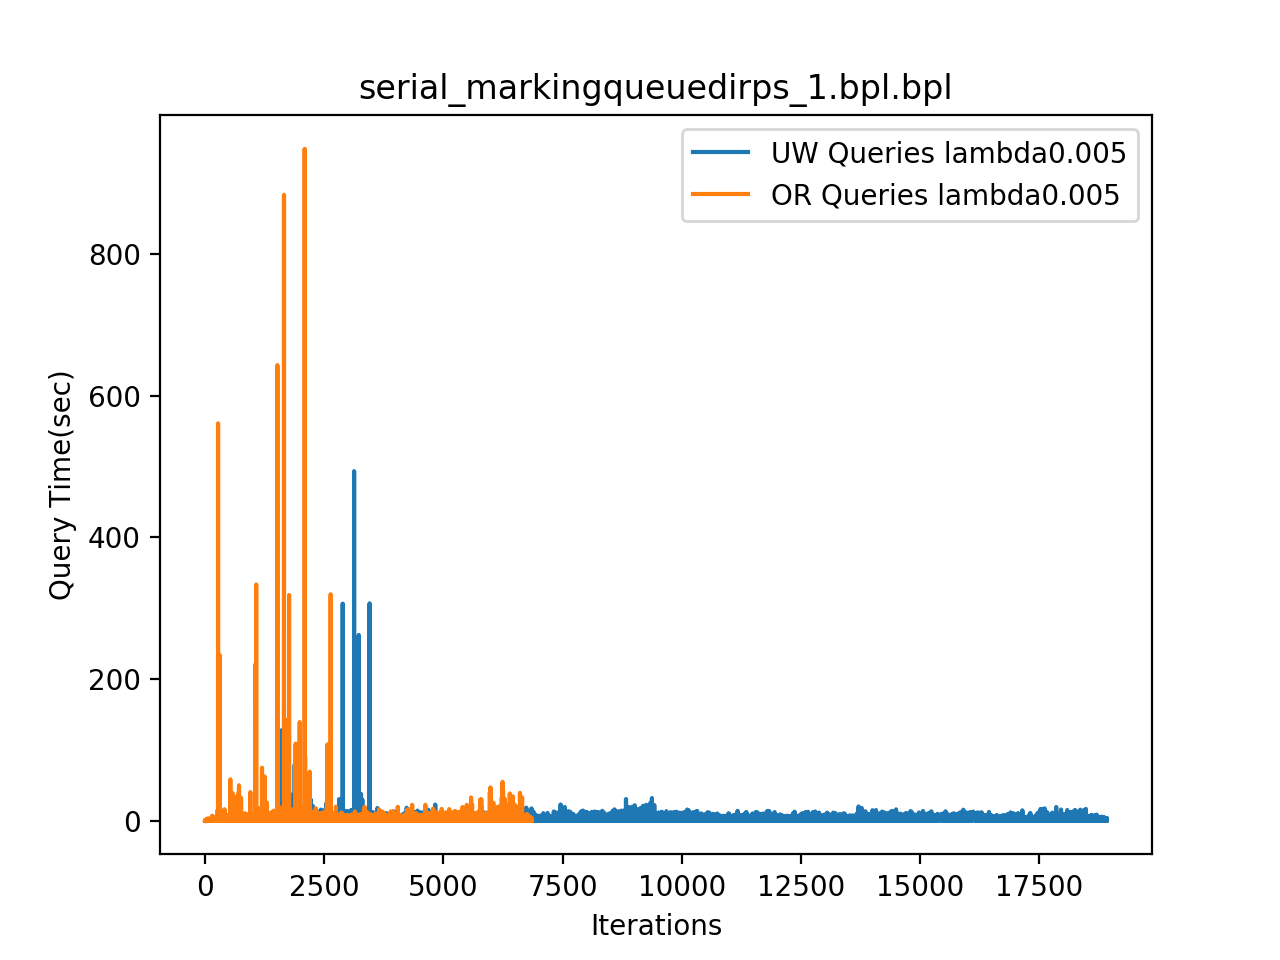 serial_markingqueuedirps_1.bpl.bpl
UW Queries lambda0.005
OR Queries lambda0.005
800
600
400
200
0
Query Time(sec)
0 2500 5000 7500 10000 12500 15000 17500
Iterations